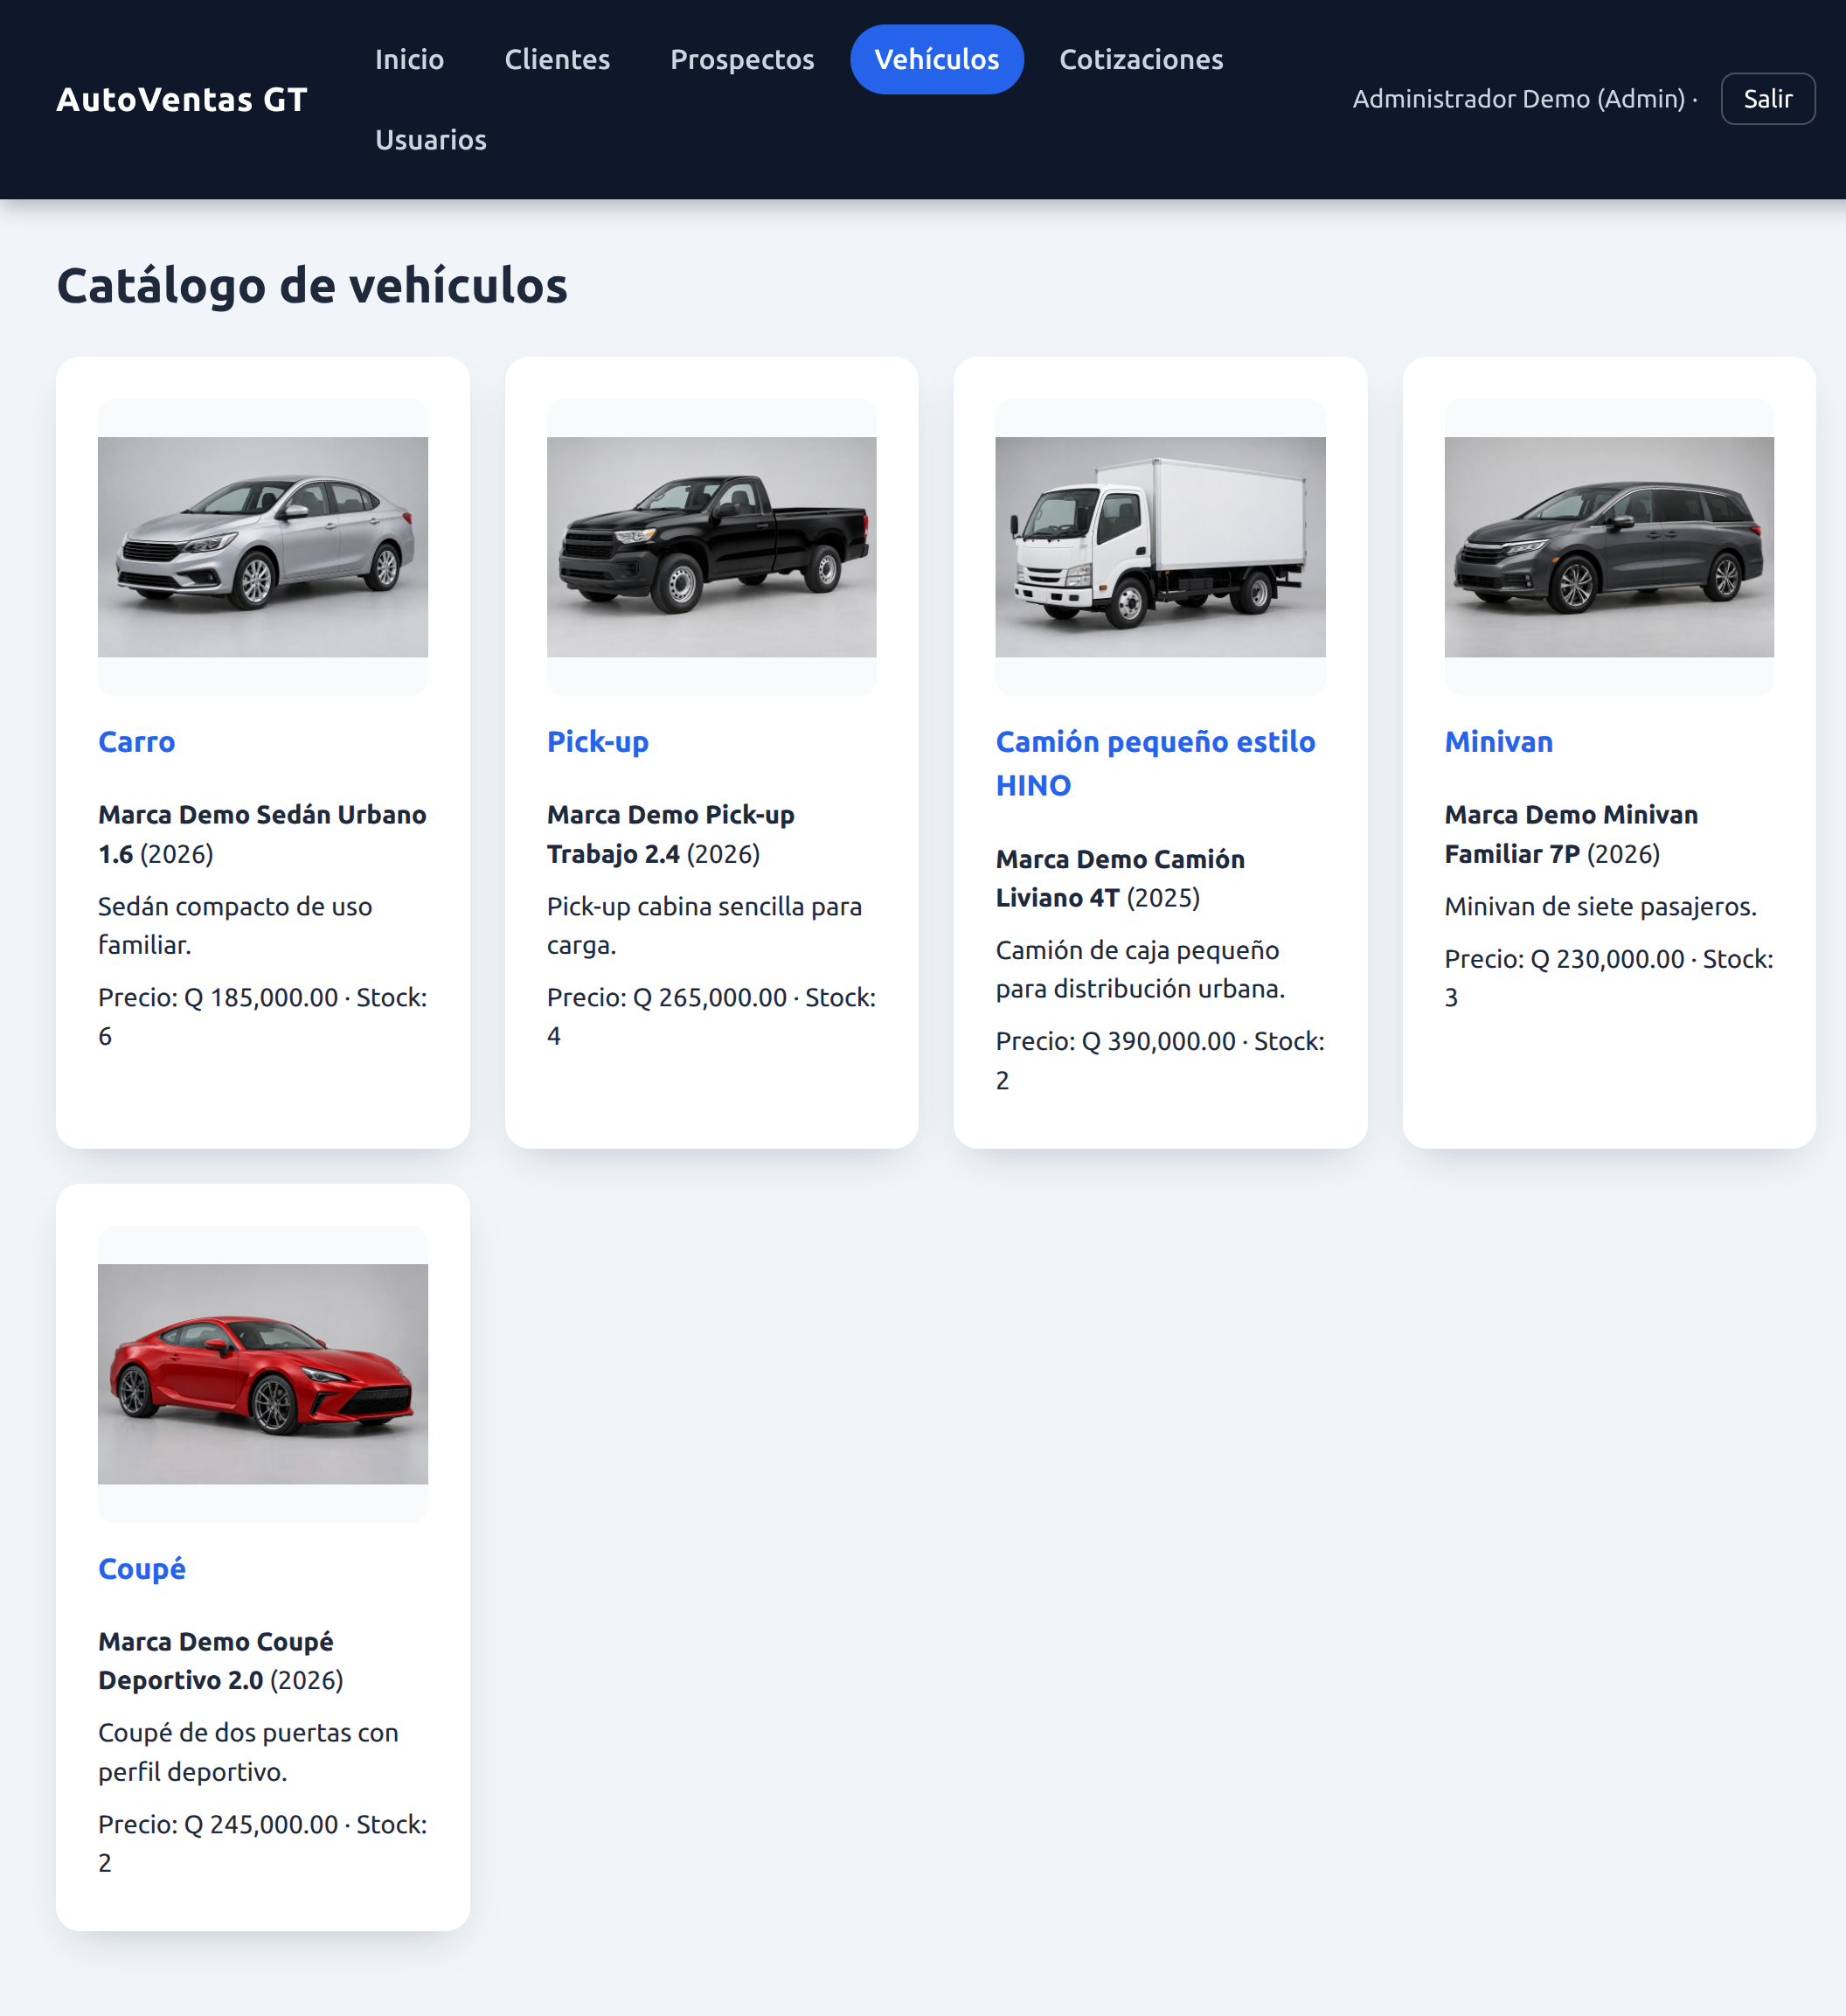 AutoVentas GT
Inicio
Clientes
Prospectos
Vehículos
Cotizaciones
Usuarios
Administrador Demo (Admin) ·
Salir
Catálogo de vehículos
Carro
Marca Demo Sedán Urbano
1.6 (2026)
Sedán compacto de uso
familiar.
Precio: Q 185,000.00 · Stock:
6
Pick-up
Marca Demo Pick-up
Trabajo 2.4 (2026)
Pick-up cabina sencilla para
carga.
Precio: Q 265,000.00 · Stock:
4
Camión pequeño estilo
HINO
Marca Demo Camión
Liviano 4T (2025)
Camión de caja pequeño
para distribución urbana.
Precio: Q 390,000.00 · Stock:
2
Minivan
Marca Demo Minivan
Familiar 7P (2026)
Minivan de siete pasajeros.
Precio: Q 230,000.00 · Stock:
3
Coupé
Marca Demo Coupé
Deportivo 2.0 (2026)
Coupé de dos puertas con
perfil deportivo.
Precio: Q 245,000.00 · Stock:
2